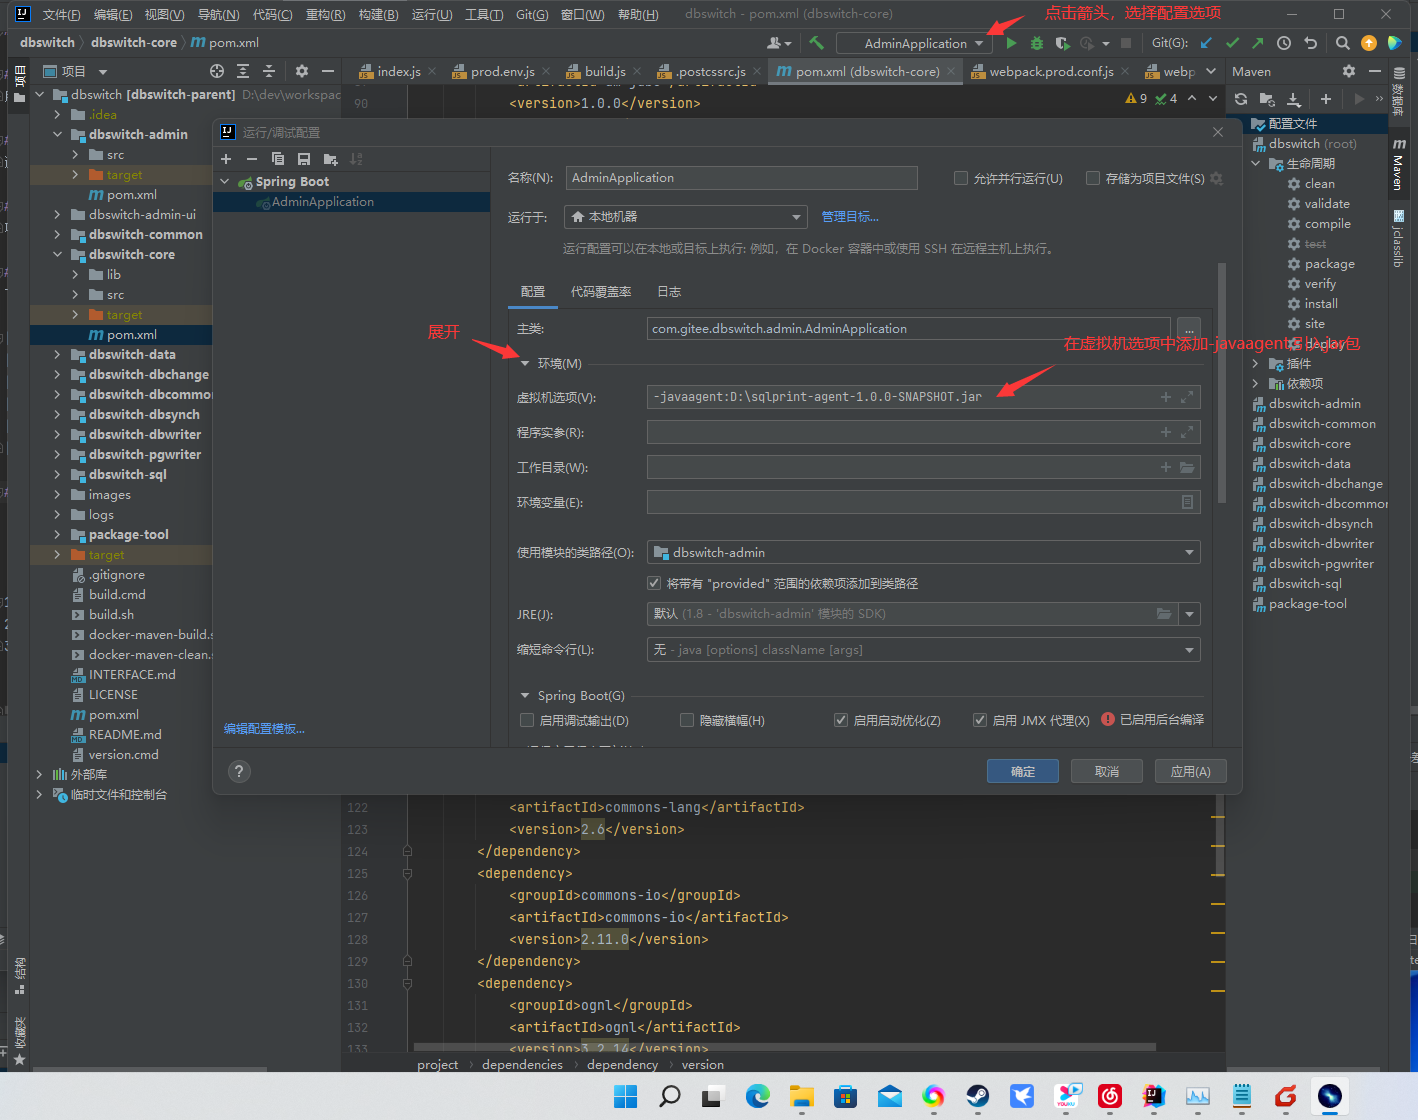 文件(F) 编辑(E) 视图(V) 导航(N) 代码(C) 重构(R) 构建(B) 运行(U) 工具(T) Git(G) 窗口(W) 帮助(H) dbswitch - pom.xml (dbswitch-core)
点击箭头，选择配置选项
dbswitch dbswitch-core pom.xml
AdminApplication
Git(G):
项目
index.js
prod.env.js
build.js
.postcssrc.js
pom.xml (dbswitch-core)
webpack.prod.conf.js
webp
Maven
dbswitch [dbswitch-parent] D:\dev\workspac
.idea
dbswitch-admin
src
target
pom.xml
dbswitch-admin-ui
dbswitch-common
dbswitch-core
lib
src
target
pom.xml
dbswitch-data
dbswitch-dbchange
dbswitch-dbcommo
dbswitch-dbsynch
dbswitch-dbwriter
dbswitch-pgwriter
dbswitch-sql
images
logs
package-tool
target
.gitignore
build.cmd
build.sh
docker-maven-build.s
docker-maven-clean.s
INTERFACE.md
LICENSE
pom.xml
README.md
version.cmd
外部库
临时文件和控制台
项目
结构
收藏夹
90 <version>1.0.0</version>
9 4
运行/调试配置
Spring Boot
AdminApplication
编辑配置模板...
名称(N): AdminApplication
允许并行运行(U) 存储为项目文件(S)
运行于: 本地机器 管理目标...
运行配置可以在本地或目标上执行: 例如，在 Docker 容器中或使用 SSH 在远程主机上执行。
配置 代码覆盖率 日志
主类: com.gitee.dbswitch.admin.AdminApplication ...
展开
环境(M)
在虚拟机选项中添加-javaagent引入jar包
虚拟机选项(V): -javaagent:D:\sqlprint-agent-1.0.0-SNAPSHOT.jar
程序实参(R):
工作目录(W):
环境变量(E):
使用模块的类路径(O): dbswitch-admin
将带有 "provided" 范围的依赖项添加到类路径
JRE(J): 默认 (1.8 - 'dbswitch-admin' 模块的 SDK)
缩短命令行(L): 无 - java [options] className [args]
Spring Boot(G)
启用调试输出(D) 隐藏横幅(H) 启用启动优化(Z) 启用 JMX 代理(X) 已启用后台编译
? 确定 取消 应用(A)
配置文件
dbswitch (root)
生命周期
clean
validate
compile
test
package
verify
install
site
deploy
插件
依赖项
dbswitch-admin
dbswitch-common
dbswitch-core
dbswitch-data
dbswitch-dbchange
dbswitch-dbcommor
dbswitch-dbsynch
dbswitch-dbwriter
dbswitch-pgwriter
dbswitch-sql
package-tool
数据库
Maven
jclasslib
122 <artifactId>commons-lang</artifactId>
123 <version>2.6</version>
124 </dependency>
125 <dependency>
126 <groupId>commons-io</groupId>
127 <artifactId>commons-io</artifactId>
128 <version>2.11.0</version>
129 </dependency>
130 <dependency>
131 <groupId>ognl</groupId>
132 <artifactId>ognl</artifactId>
133 <version>3.2.14</version>
project dependencies dependency version
YOUKU